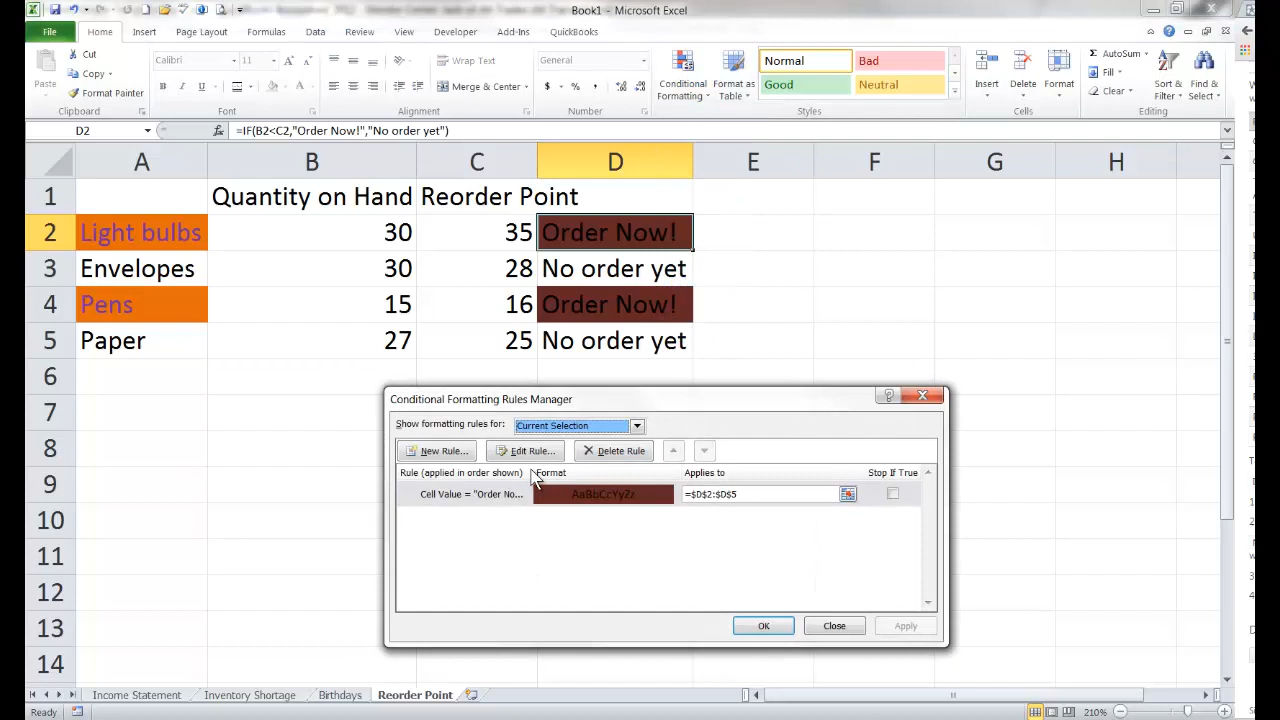 Book1 - Microsoft Excel
File Home Insert Page Layout Formulas Data Review View Developer Add-Ins QuickBooks
Paste
Cut
Copy
Format Painter
Clipboard
Calibri 11
B I U
Font
Wrap Text
Merge & Center
Alignment
General
$ % ,
Number
Conditional Formatting
Format as Table
Normal Bad
Good Neutral
Styles
Insert Delete Format
Cells
AutoSum
Fill
Clear
Sort & Filter
Find & Select
Editing
D2 fx =IF(B2<C2,"Order Now!","No order yet")
A B C D E F G H
1 Quantity on Hand Reorder Point
2 Light bulbs 30 35 Order Now!
3 Envelopes 30 28 No order yet
4 Pens 15 16 Order Now!
5 Paper 27 25 No order yet
6
7
8
9
10
11
12
13
14
Conditional Formatting Rules Manager
Show formatting rules for: Current Selection
New Rule... Edit Rule... Delete Rule
Rule (applied in order shown) Format Applies to Stop If True
Cell Value = "Order No... AaBbCcYyZz =$D$2:$D$5
OK Close Apply
Income Statement Inventory Shortage Birthdays Reorder Point
Ready 210%